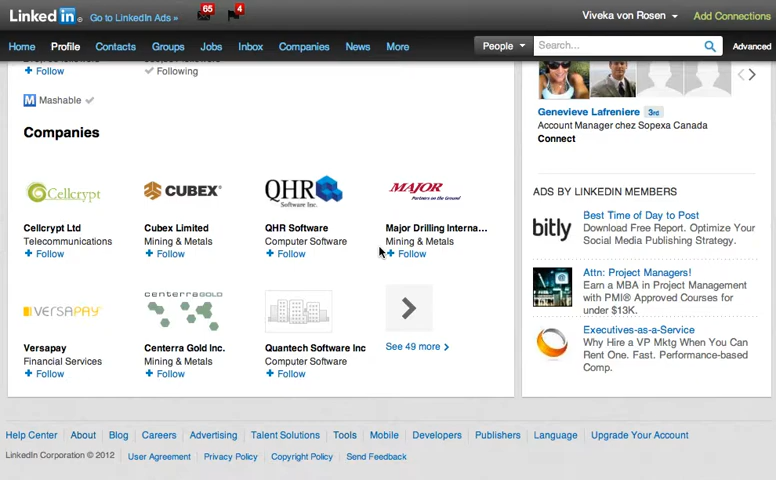 Linked in
Go to LinkedIn Ads »
65
4
Viveka von Rosen
Add Connections
Home Profile Contacts Groups Jobs Inbox Companies News More
People Search... Advanced
+ Follow
Following
M Mashable
Companies
Cellcrypt
CUBEX
QHR
Software Inc.
MAJOR
Partners on the Ground
Cellcrypt Ltd
Telecommunications
+ Follow
Cubex Limited
Mining & Metals
+ Follow
QHR Software
Computer Software
+ Follow
Major Drilling Interna...
Mining & Metals
+ Follow
VERSAPAY
centerraGOLD
Versapay
Financial Services
+ Follow
Centerra Gold Inc.
Mining & Metals
+ Follow
Quantech Software Inc
Computer Software
+ Follow
See 49 more
Genevieve Lafreniere 3rd
Account Manager chez Sopexa Canada
Connect
ADS BY LINKEDIN MEMBERS
bitly
Best Time of Day to Post
Download Free Report. Optimize Your
Social Media Publishing Strategy.
Attn: Project Managers!
Earn a MBA in Project Management
with PMI® Approved Courses for
under $13K.
Executives-as-a-Service
Why Hire a VP Mktg When You Can
Rent One. Fast. Performance-based
Comp.
Help Center About Blog Careers Advertising Talent Solutions Tools Mobile Developers Publishers Language Upgrade Your Account
LinkedIn Corporation © 2012 User Agreement Privacy Policy Copyright Policy Send Feedback